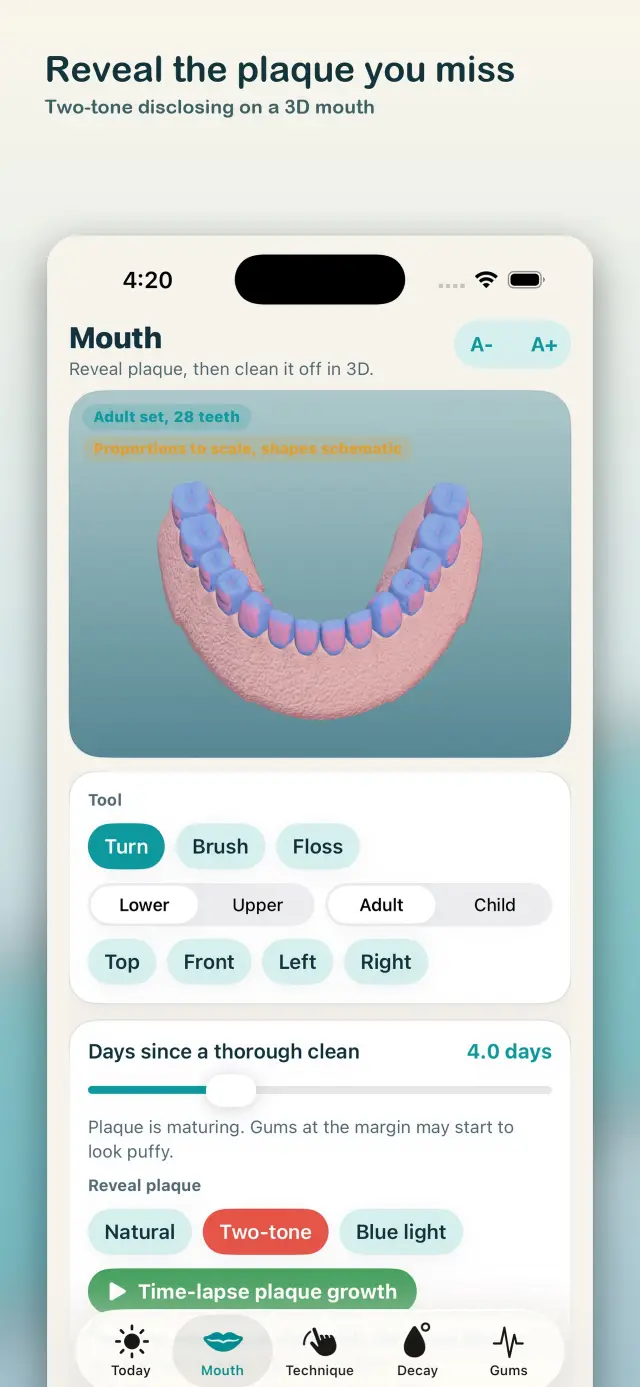 Reveal the plaque you miss
Two-tone disclosing on a 3D mouth
4:20
Mouth
A- A+
Reveal plaque, then clean it off in 3D.
Adult set, 28 teeth
Proportions to scale, shapes schematic
Tool
Turn Brush Floss
Lower Upper Adult Child
Top Front Left Right
Days since a thorough clean 4.0 days
Plaque is maturing. Gums at the margin may start to
look puffy.
Reveal plaque
Natural Two-tone Blue light
Time-lapse plaque growth
Today Mouth Technique Decay Gums